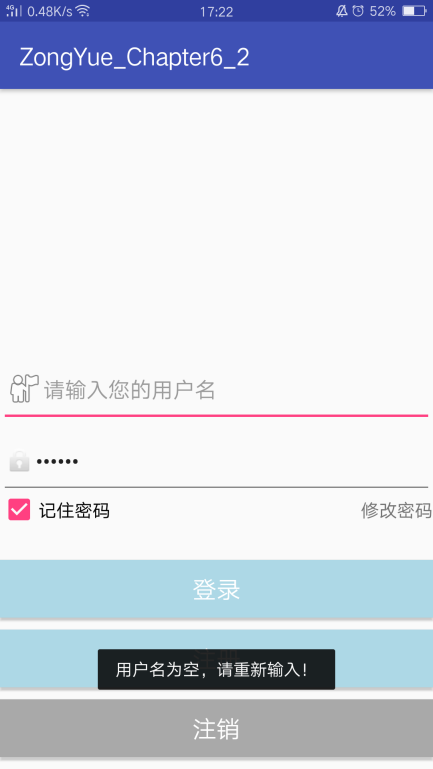 4G 0.48K/s 17:22 52%
ZongYue_Chapter6_2
请输入您的用户名
••••••
记住密码 修改密码
登录
用户名为空，请重新输入！
注销